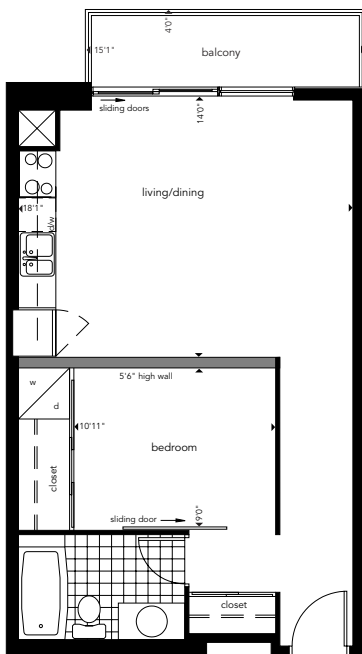 4'0"
15'1"
balcony
sliding doors
14'0"
living/dining
18'1"
d/w
5'6" high wall
w
d
10'11"
bedroom
closet
sliding door
9'0"
closet